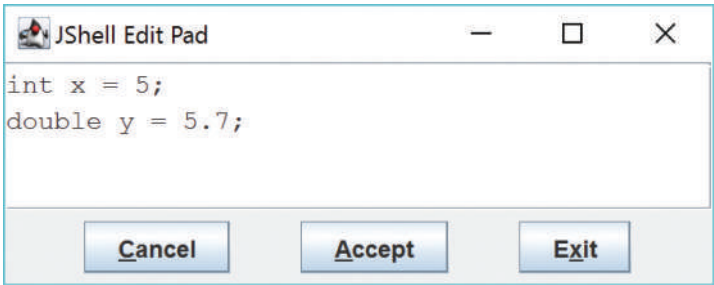 JShell Edit Pad
int x = 5;
double y = 5.7;
Cancel Accept Exit